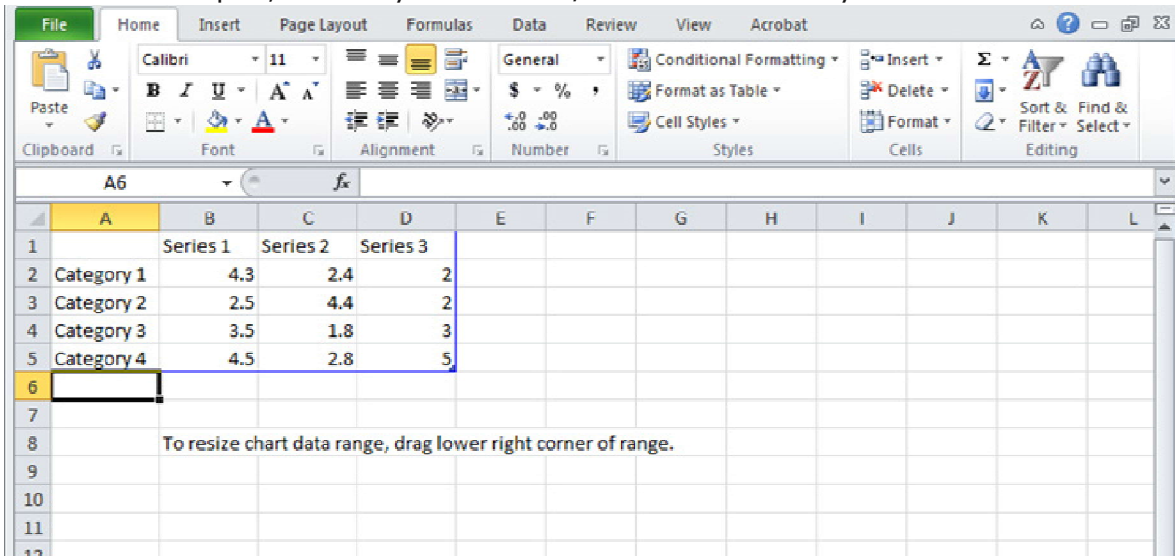 File Home Insert Page Layout Formulas Data Review View Acrobat
Calibri 11 General Conditional Formatting Insert Σ
Paste B I U A A $ % , Format as Table Delete Sort & Find &
A .0 .00 .00 .0 Cell Styles Format Filter Select
Clipboard Font Alignment Number Styles Cells Editing
A6 fx
A B C D E F G H I J K L
1 Series 1 Series 2 Series 3
2 Category 1 4.3 2.4 2
3 Category 2 2.5 4.4 2
4 Category 3 3.5 1.8 3
5 Category 4 4.5 2.8 5
6
7
8 To resize chart data range, drag lower right corner of range.
9
10
11